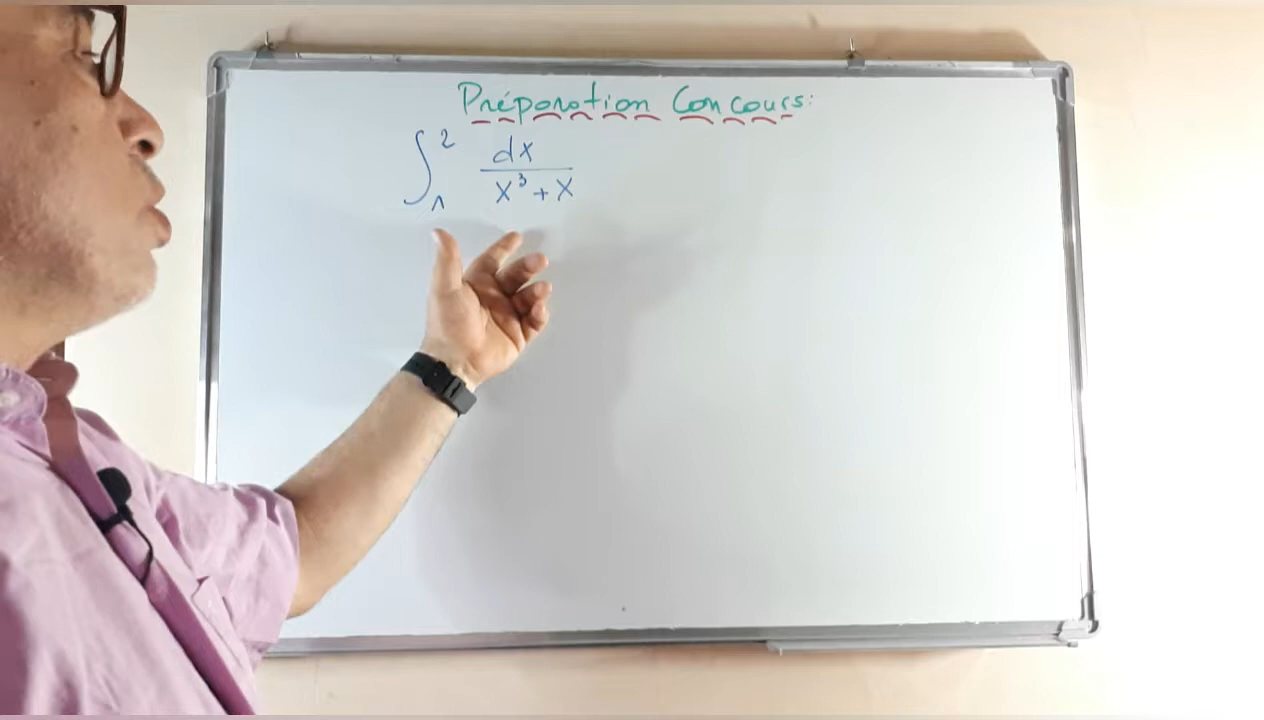 Préparation Concours:
∫₁² dx / (x³ + x)